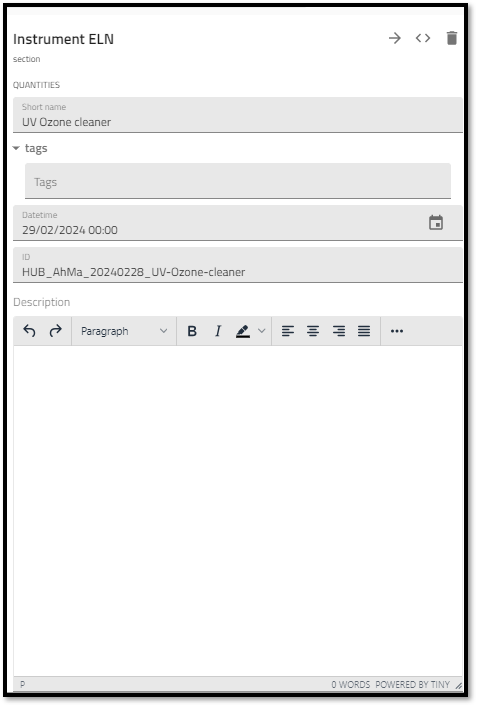 Instrument ELN
section
QUANTITIES
Short name
UV Ozone cleaner
tags
Tags
Datetime
29/02/2024 00:00
ID
HUB_AhMa_20240228_UV-Ozone-cleaner
Description
Paragraph B I
P 0 WORDS POWERED BY TINY